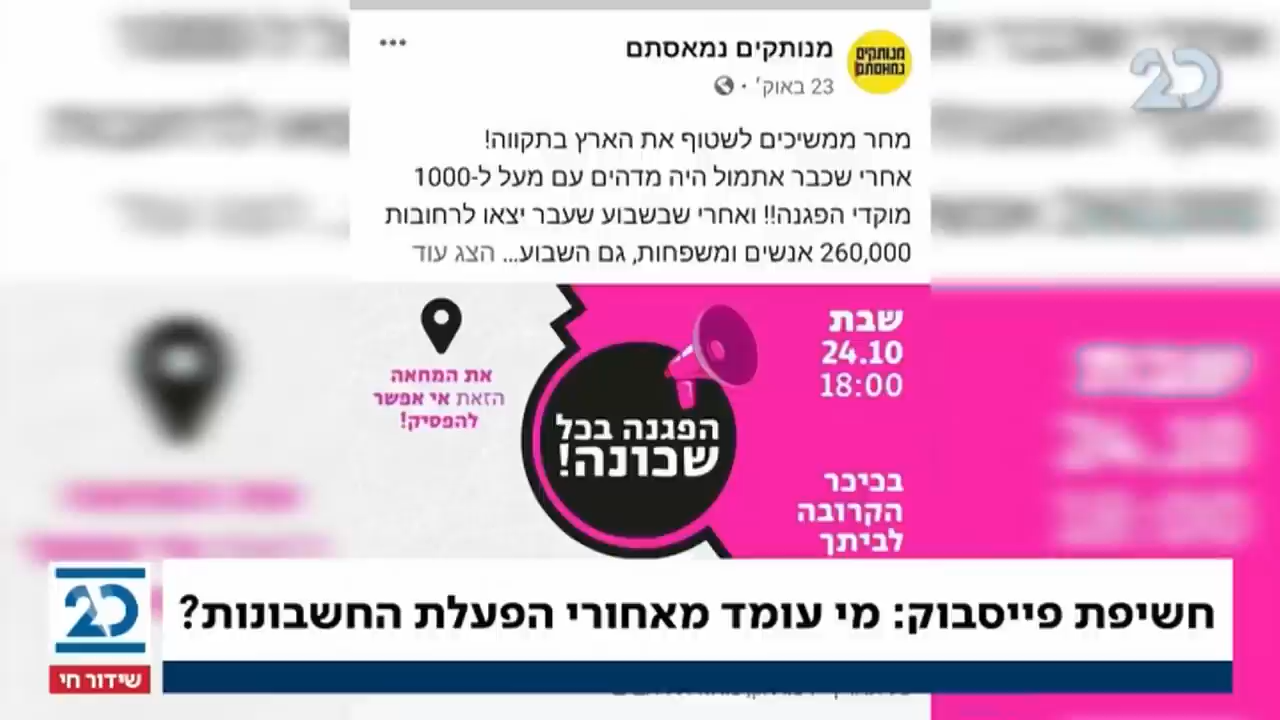 מנותקים נמאסתם
מנותקים
נמאסתם
23 באוק׳ •
מחר ממשיכים לשטוף את הארץ בתקווה!
אחרי שכבר אתמול היה מדהים עם מעל ל-1000
מוקדי הפגנה!! ואחרי שבשבוע שעבר יצאו לרחובות
260,000 אנשים ומשפחות, גם השבוע... הצג עוד
שבת
24.10
18:00
את המחאה
הזאת אי אפשר
להפסיק!
הפגנה בכל
שכונה!
בכיכר
הקרובה
לביתך
20
חשיפת פייסבוק: מי עומד מאחורי הפעלת החשבונות?
20
שידור חי